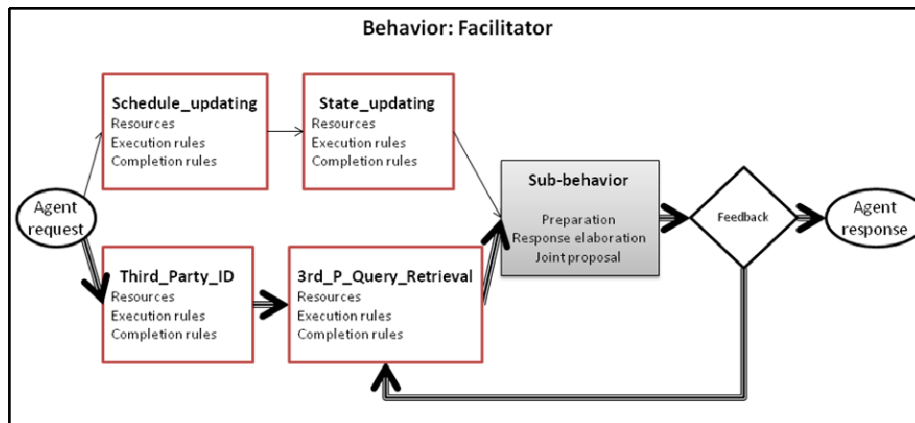 Behavior: Facilitator
Agent
request
Schedule_updating
Resources
Execution rules
Completion rules
State_updating
Resources
Execution rules
Completion rules
Third_Party_ID
Resources
Execution rules
Completion rules
3rd_P_Query_Retrieval
Resources
Execution rules
Completion rules
Sub-behavior
Preparation
Response elaboration
Joint proposal
Feedback
Agent
response